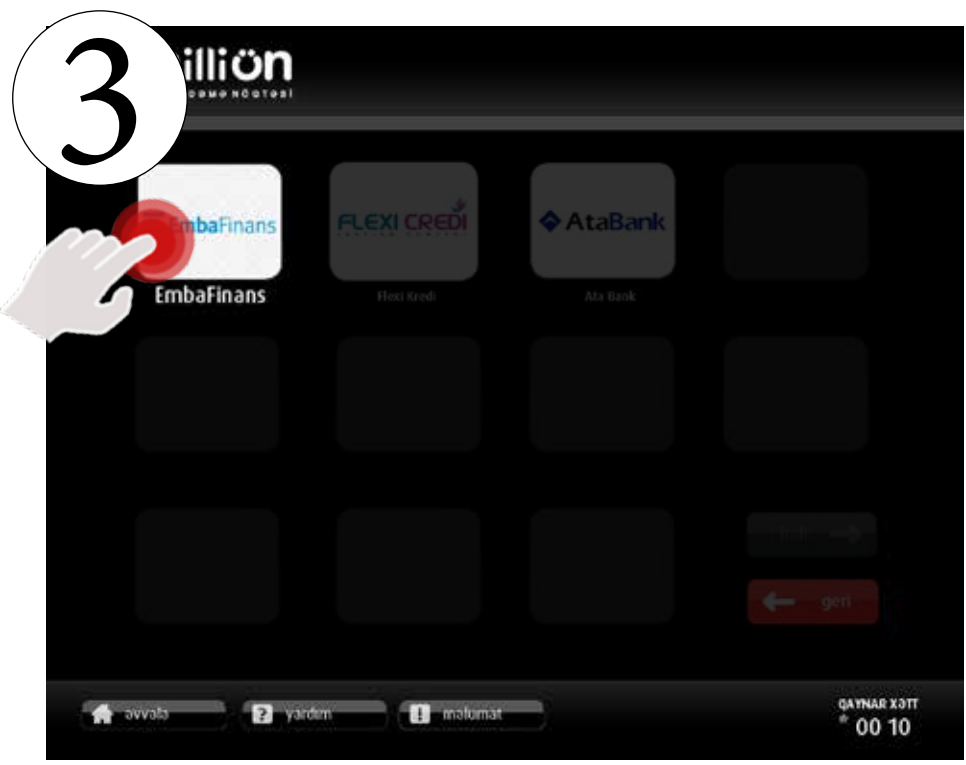 3
illiön
EmbaFinans
FLEXI CREDİ
AtaBank
EmbaFinans
Flexi Kredi
Ata Bank
geri
əvvələ
yardım
məlumat
QAYNAR XƏTT
* 00 10